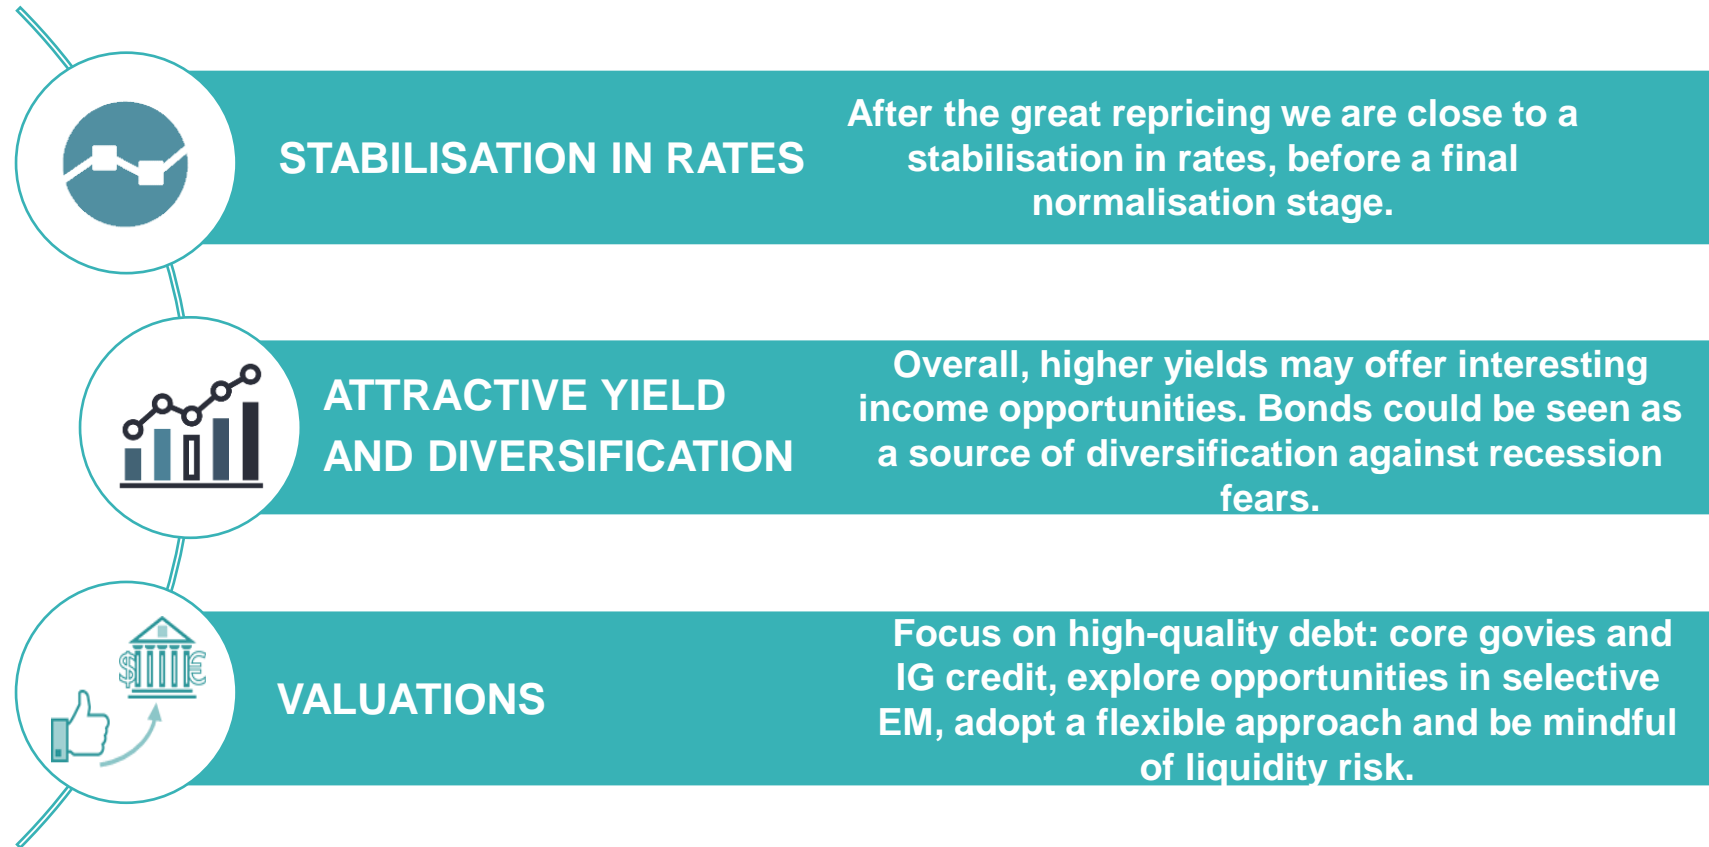 STABILISATION IN RATES
After the great repricing we are close to a
stabilisation in rates, before a final
normalisation stage.
ATTRACTIVE YIELD
AND DIVERSIFICATION
Overall, higher yields may offer interesting
income opportunities. Bonds could be seen as
a source of diversification against recession
fears.
$ €
VALUATIONS
Focus on high-quality debt: core govies and
IG credit, explore opportunities in selective
EM, adopt a flexible approach and be mindful
of liquidity risk.